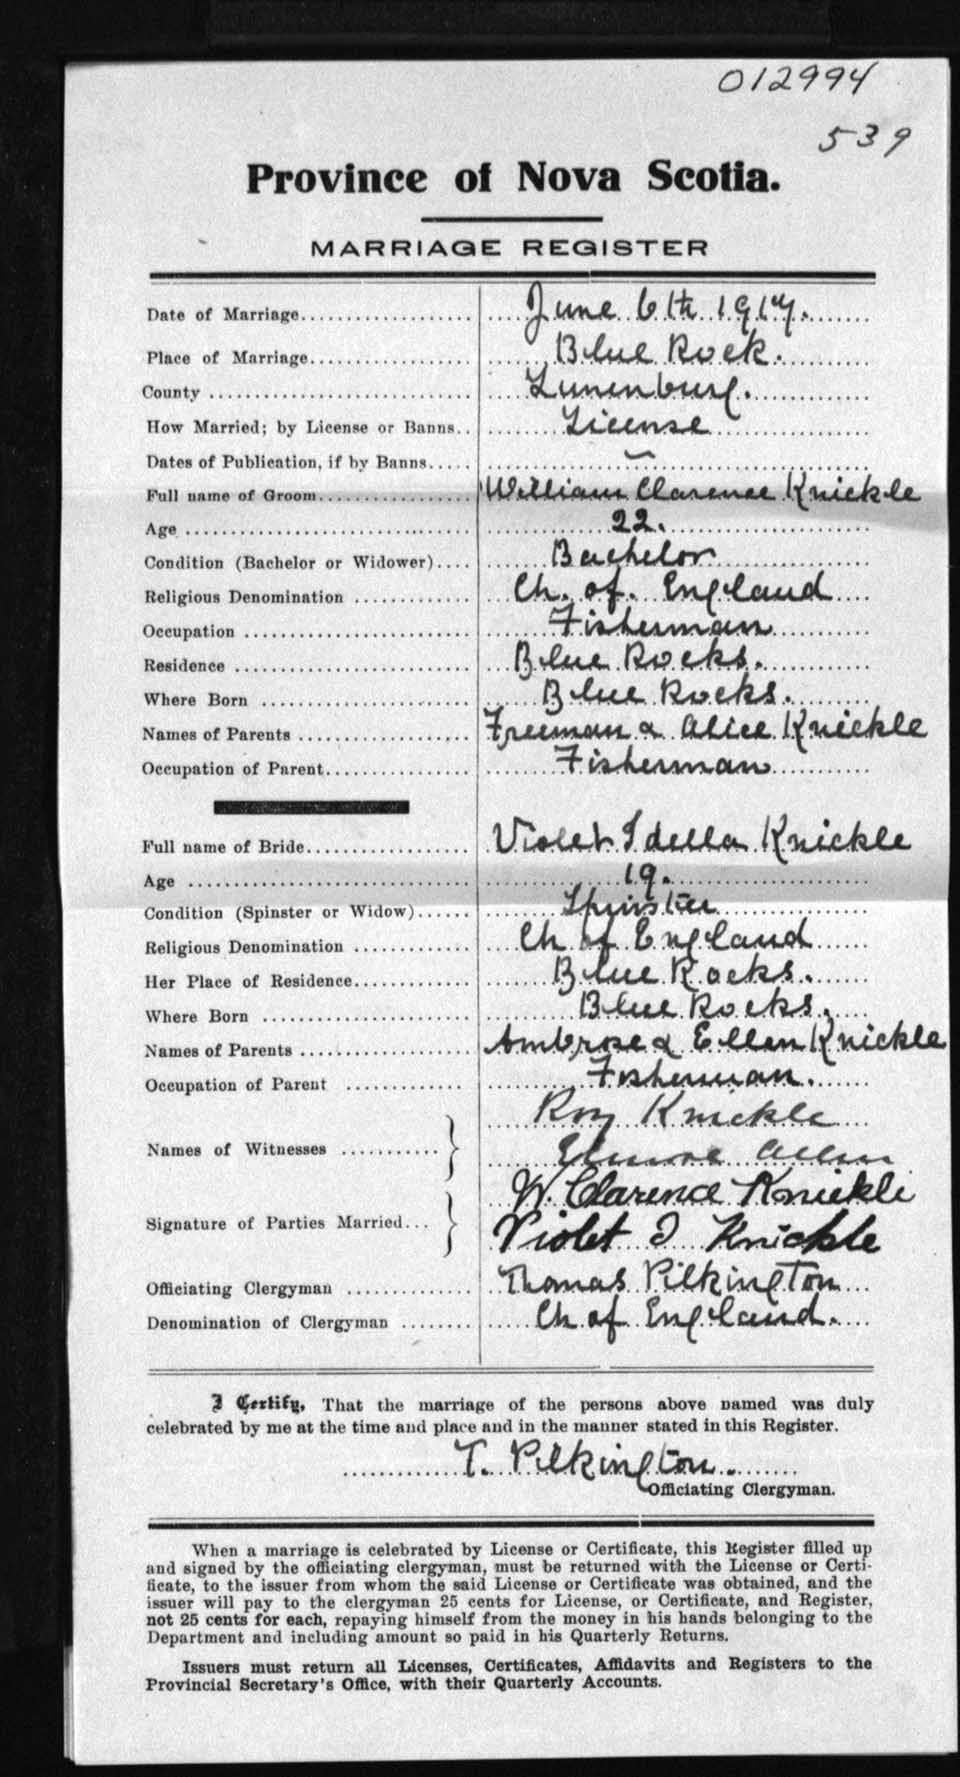 012994
539
Province of Nova Scotia.
MARRIAGE REGISTER
Date of Marriage................... June 6th 1917.
Place of Marriage.................. Blue Rock.
County ............................ Lunenburg.
How Married; by License or Banns.. License
Dates of Publication, if by Banns..... —
Full name of Groom................. William Clarence Knickle
Age ............................... 22.
Condition (Bachelor or Widower).... Bachelor
Religious Denomination ............. Ch. of. England
Occupation ......................... Fisherman
Residence .......................... Blue Rocks.
Where Born ....................... Blue Rocks.
Names of Parents ................... Freeman & Alice Knickle
Occupation of Parent................ Fisherman
Full name of Bride.................. Violet Idella Knickle
Age ............................... 19.
Condition (Spinster or Widow)...... Spinster
Religious Denomination ............. Ch of England
Her Place of Residence............. Blue Rocks.
Where Born ....................... Blue Rocks.
Names of Parents ................... Ambrose & Ellen Knickle
Occupation of Parent ............. Fisherman.
Roy Knickle
Names of Witnesses ...........
Allen
W. Clarence Knickle
Signature of Parties Married...
Violet I Knickle
Officiating Clergyman .............. Thomas Pilkington
Denomination of Clergyman ........ Ch of England.
I Certify, That the marriage of the persons above named was duly
celebrated by me at the time and place and in the manner stated in this Register.
T. Pilkington.
Officiating Clergyman.
When a marriage is celebrated by License or Certificate, this Register filled up
and signed by the officiating clergyman, must be returned with the License or Certi-
ficate, to the issuer from whom the said License or Certificate was obtained, and the
issuer will pay to the clergyman 25 cents for License, or Certificate, and Register,
not 25 cents for each, repaying himself from the money in his hands belonging to the
Department and including amount so paid in his Quarterly Returns.
Issuers must return all Licenses, Certificates, Affidavits and Registers to the
Provincial Secretary's Office, with their Quarterly Accounts.